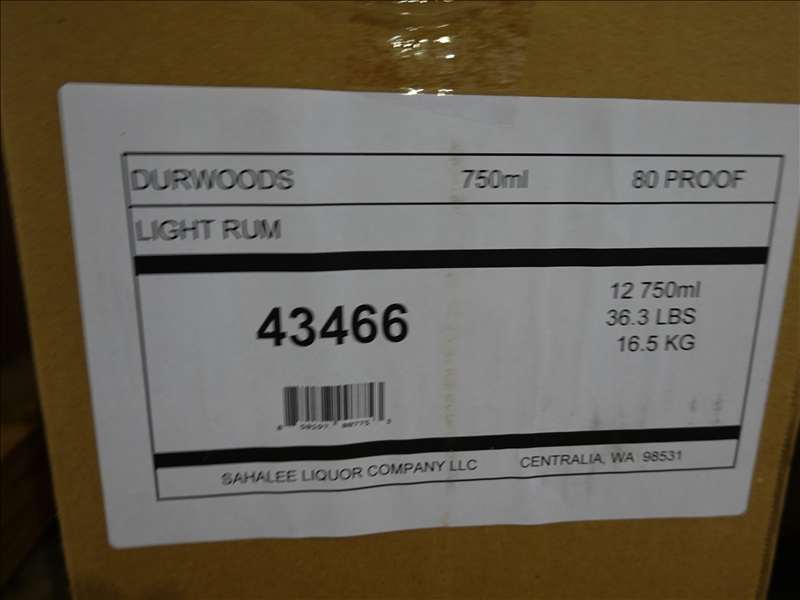 DURWOODS 750ml 80 PROOF
LIGHT RUM
43466
12 750ml
36.3 LBS
16.5 KG
SAHALEE LIQUOR COMPANY LLC CENTRALIA, WA 98531